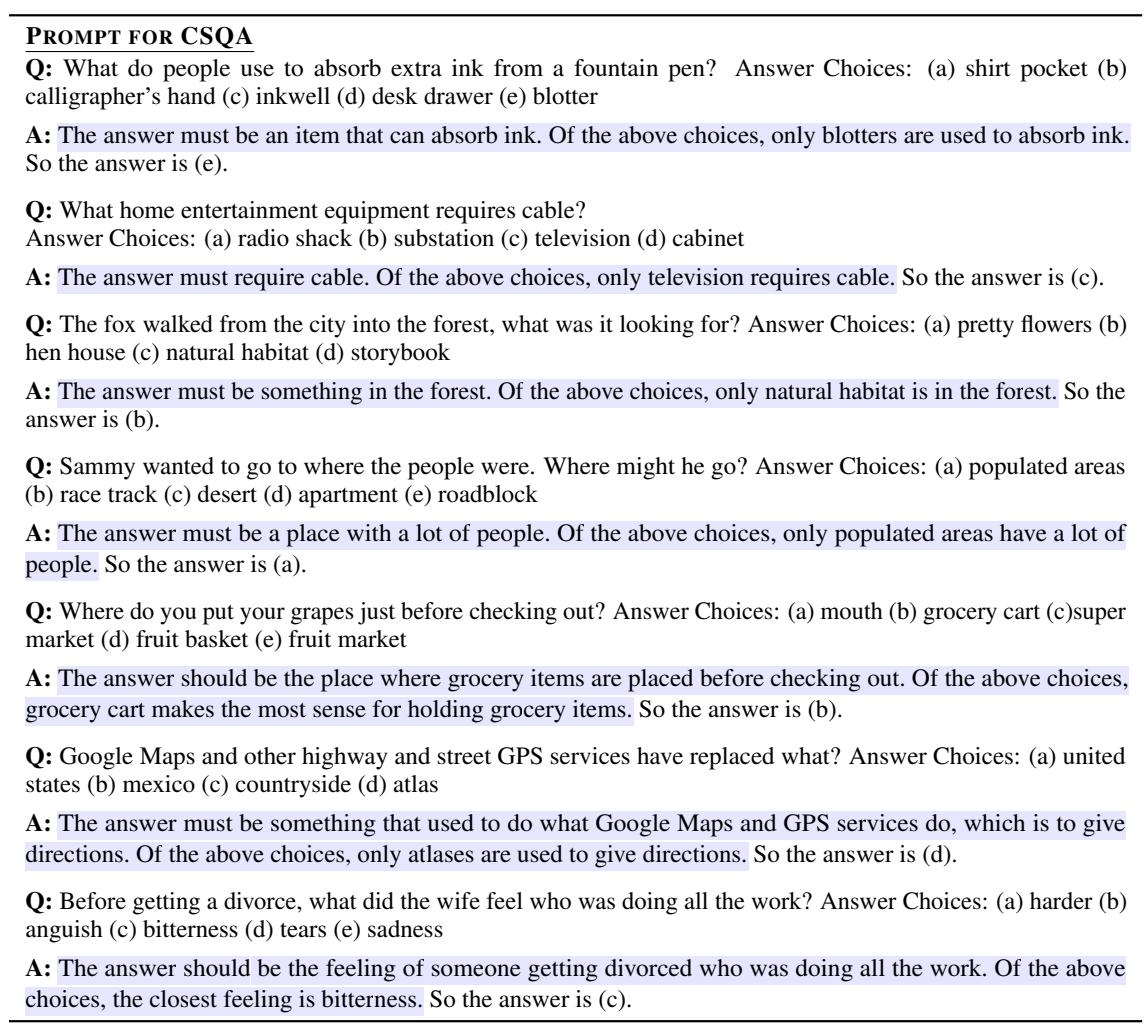 PROMPT FOR CSQA
Q: What do people use to absorb extra ink from a fountain pen? Answer Choices: (a) shirt pocket (b)
calligrapher's hand (c) inkwell (d) desk drawer (e) blotter
A: The answer must be an item that can absorb ink. Of the above choices, only blotters are used to absorb ink.
So the answer is (e).
Q: What home entertainment equipment requires cable?
Answer Choices: (a) radio shack (b) substation (c) television (d) cabinet
A: The answer must require cable. Of the above choices, only television requires cable. So the answer is (c).
Q: The fox walked from the city into the forest, what was it looking for? Answer Choices: (a) pretty flowers (b)
hen house (c) natural habitat (d) storybook
A: The answer must be something in the forest. Of the above choices, only natural habitat is in the forest. So the
answer is (b).
Q: Sammy wanted to go to where the people were. Where might he go? Answer Choices: (a) populated areas
(b) race track (c) desert (d) apartment (e) roadblock
A: The answer must be a place with a lot of people. Of the above choices, only populated areas have a lot of
people. So the answer is (a).
Q: Where do you put your grapes just before checking out? Answer Choices: (a) mouth (b) grocery cart (c)super
market (d) fruit basket (e) fruit market
A: The answer should be the place where grocery items are placed before checking out. Of the above choices,
grocery cart makes the most sense for holding grocery items. So the answer is (b).
Q: Google Maps and other highway and street GPS services have replaced what? Answer Choices: (a) united
states (b) mexico (c) countryside (d) atlas
A: The answer must be something that used to do what Google Maps and GPS services do, which is to give
directions. Of the above choices, only atlases are used to give directions. So the answer is (d).
Q: Before getting a divorce, what did the wife feel who was doing all the work? Answer Choices: (a) harder (b)
anguish (c) bitterness (d) tears (e) sadness
A: The answer should be the feeling of someone getting divorced who was doing all the work. Of the above
choices, the closest feeling is bitterness. So the answer is (c).